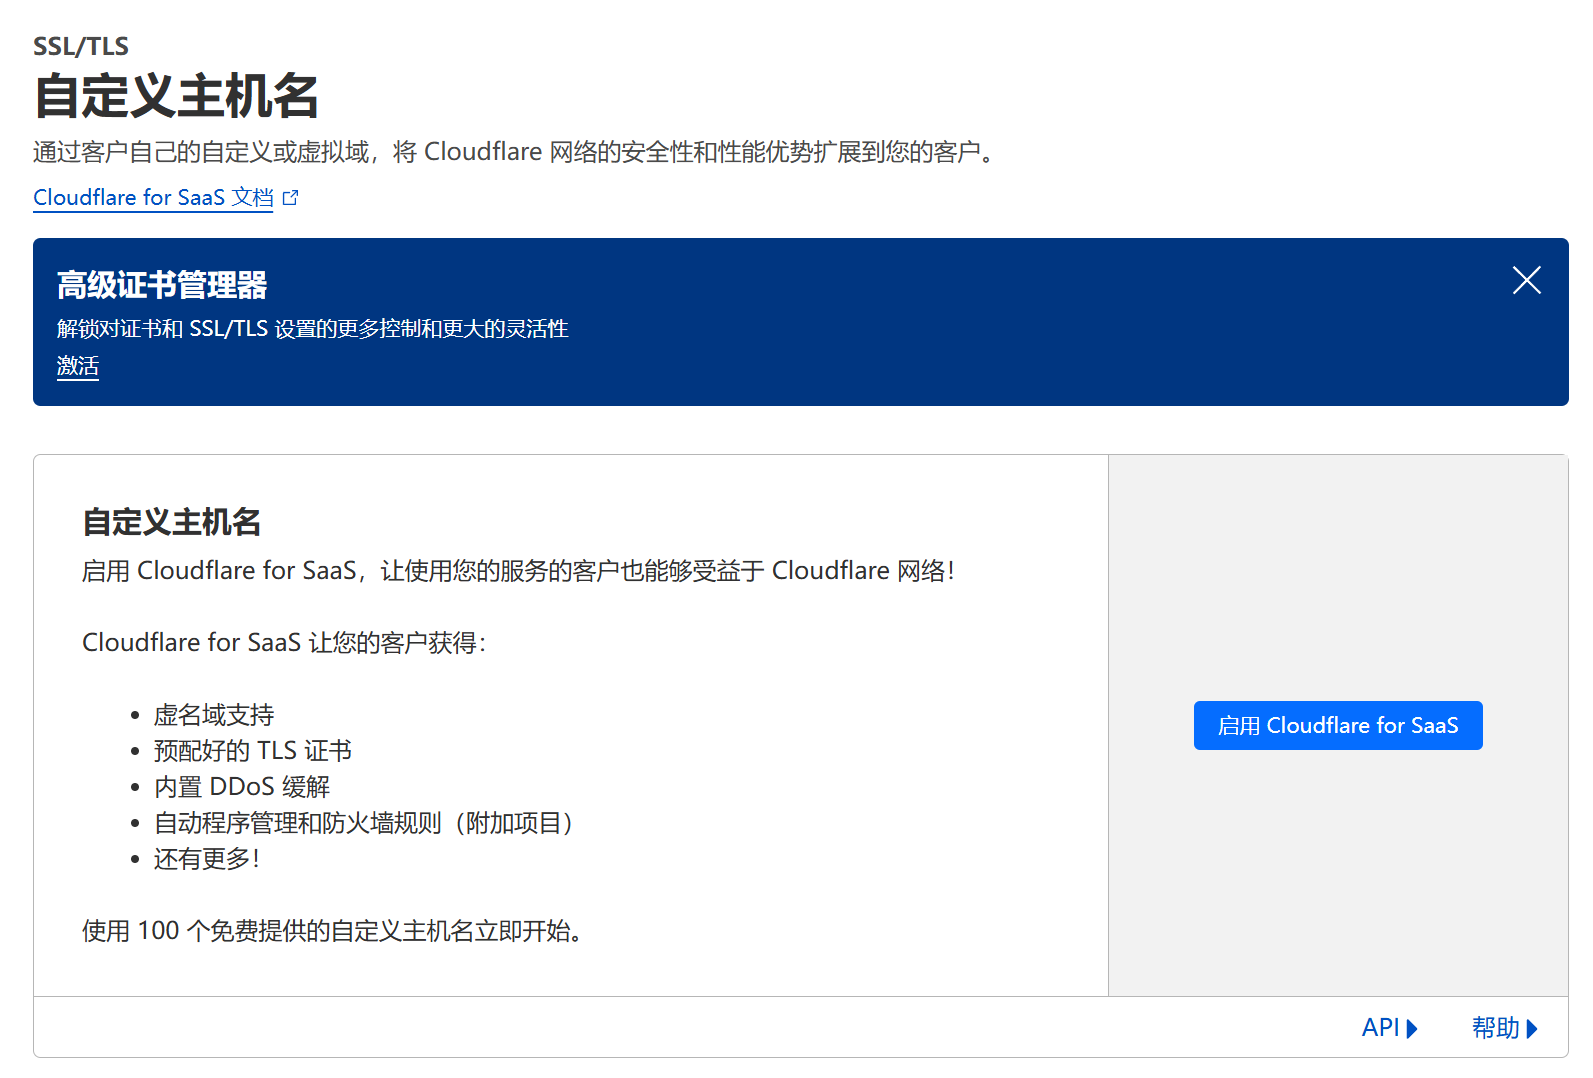 SSL/TLS
自定义主机名
通过客户自己的自定义或虚拟域，将 Cloudflare 网络的安全性和性能优势扩展到您的客户。
Cloudflare for SaaS 文档
高级证书管理器
解锁对证书和 SSL/TLS 设置的更多控制和更大的灵活性
激活
自定义主机名
启用 Cloudflare for SaaS，让使用您的服务的客户也能够受益于 Cloudflare 网络！
Cloudflare for SaaS 让您的客户获得：
• 虚名域支持
• 预配好的 TLS 证书
• 内置 DDoS 缓解
• 自动程序管理和防火墙规则（附加项目）
• 还有更多！
使用 100 个免费提供的自定义主机名立即开始。
启用 Cloudflare for SaaS
API
帮助